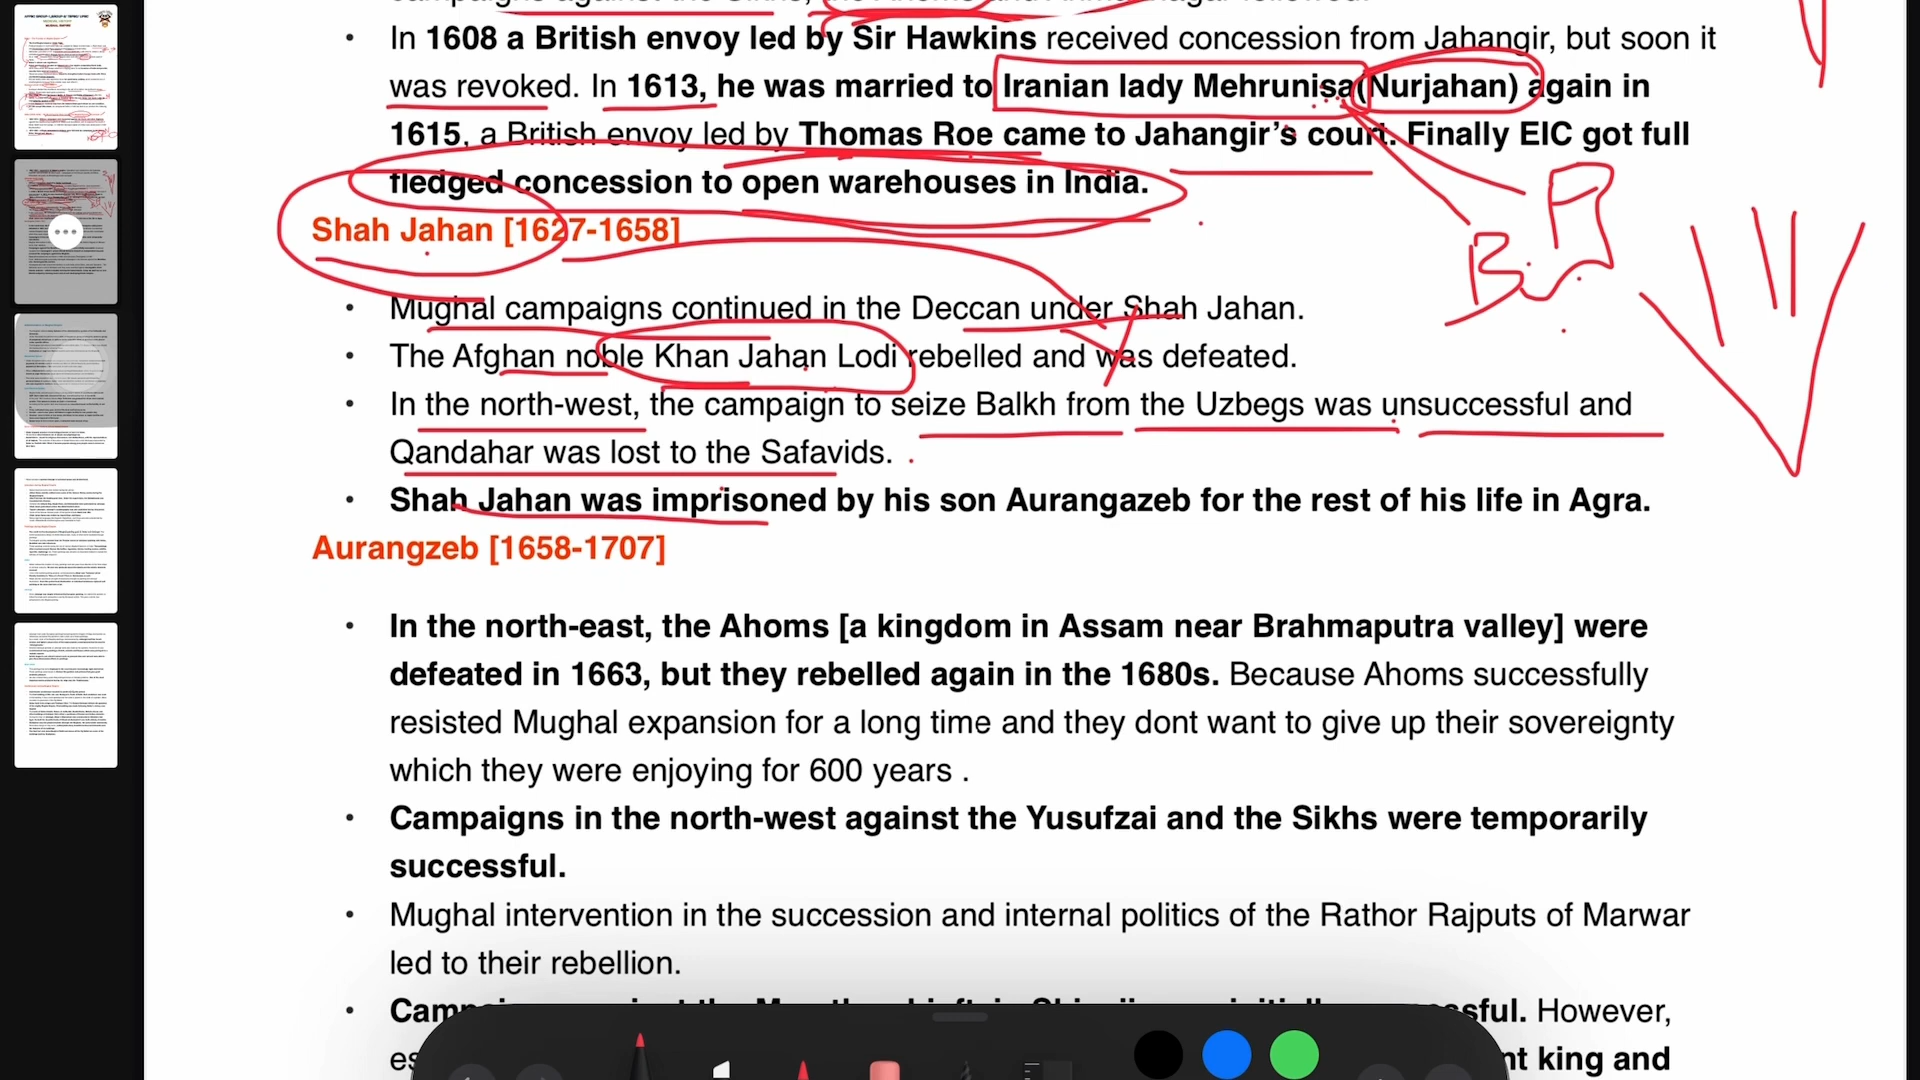 In 1608 a British envoy led by Sir Hawkins received concession from Jahangir, but soon it
was revoked. In 1613, he was married to Iranian lady Mehrunisa(Nurjahan) again in
1615, a British envoy led by Thomas Roe came to Jahangir's court. Finally EIC got full
fledged concession to open warehouses in India.
Shah Jahan [1627-1658]
• Mughal campaigns continued in the Deccan under Shah Jahan.
• The Afghan noble Khan Jahan Lodi rebelled and was defeated.
• In the north-west, the campaign to seize Balkh from the Uzbegs was unsuccessful and
Qandahar was lost to the Safavids.
• Shah Jahan was imprisoned by his son Aurangazeb for the rest of his life in Agra.
Aurangzeb [1658-1707]
• In the north-east, the Ahoms [a kingdom in Assam near Brahmaputra valley] were
defeated in 1663, but they rebelled again in the 1680s. Because Ahoms successfully
resisted Mughal expansion for a long time and they dont want to give up their sovereignty
which they were enjoying for 600 years .
• Campaigns in the north-west against the Yusufzai and the Sikhs were temporarily
successful.
• Mughal intervention in the succession and internal politics of the Rathor Rajputs of Marwar
led to their rebellion.
However,
king and